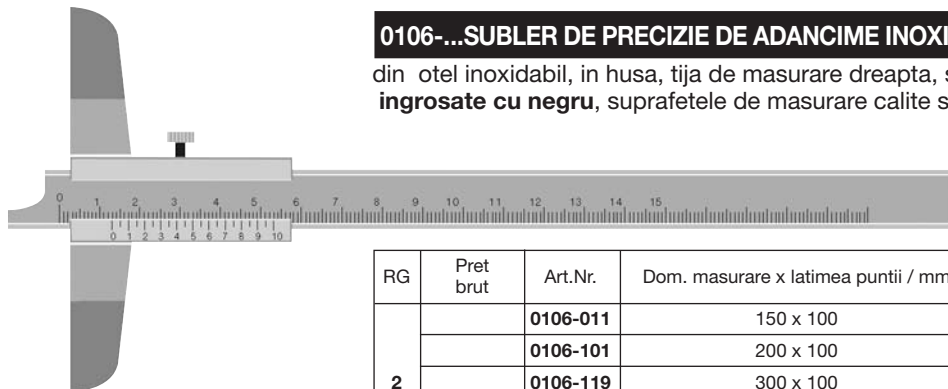 0106-...SUBLER DE PRECIZIE DE ADANCIME INOXI
din otel inoxidabil, in husa, tija de masurare dreapta, s
ingrosate cu negru, suprafetele de masurare calite s
0 1 2 3 4 5 6 7 8 9 10 11 12 13 14 15
0 1 2 3 4 5 6 7 8 9 10
RG Pret brut Art.Nr. Dom. masurare x latimea puntii / mm
0106-011 150 x 100
0106-101 200 x 100
2 0106-119 300 x 100